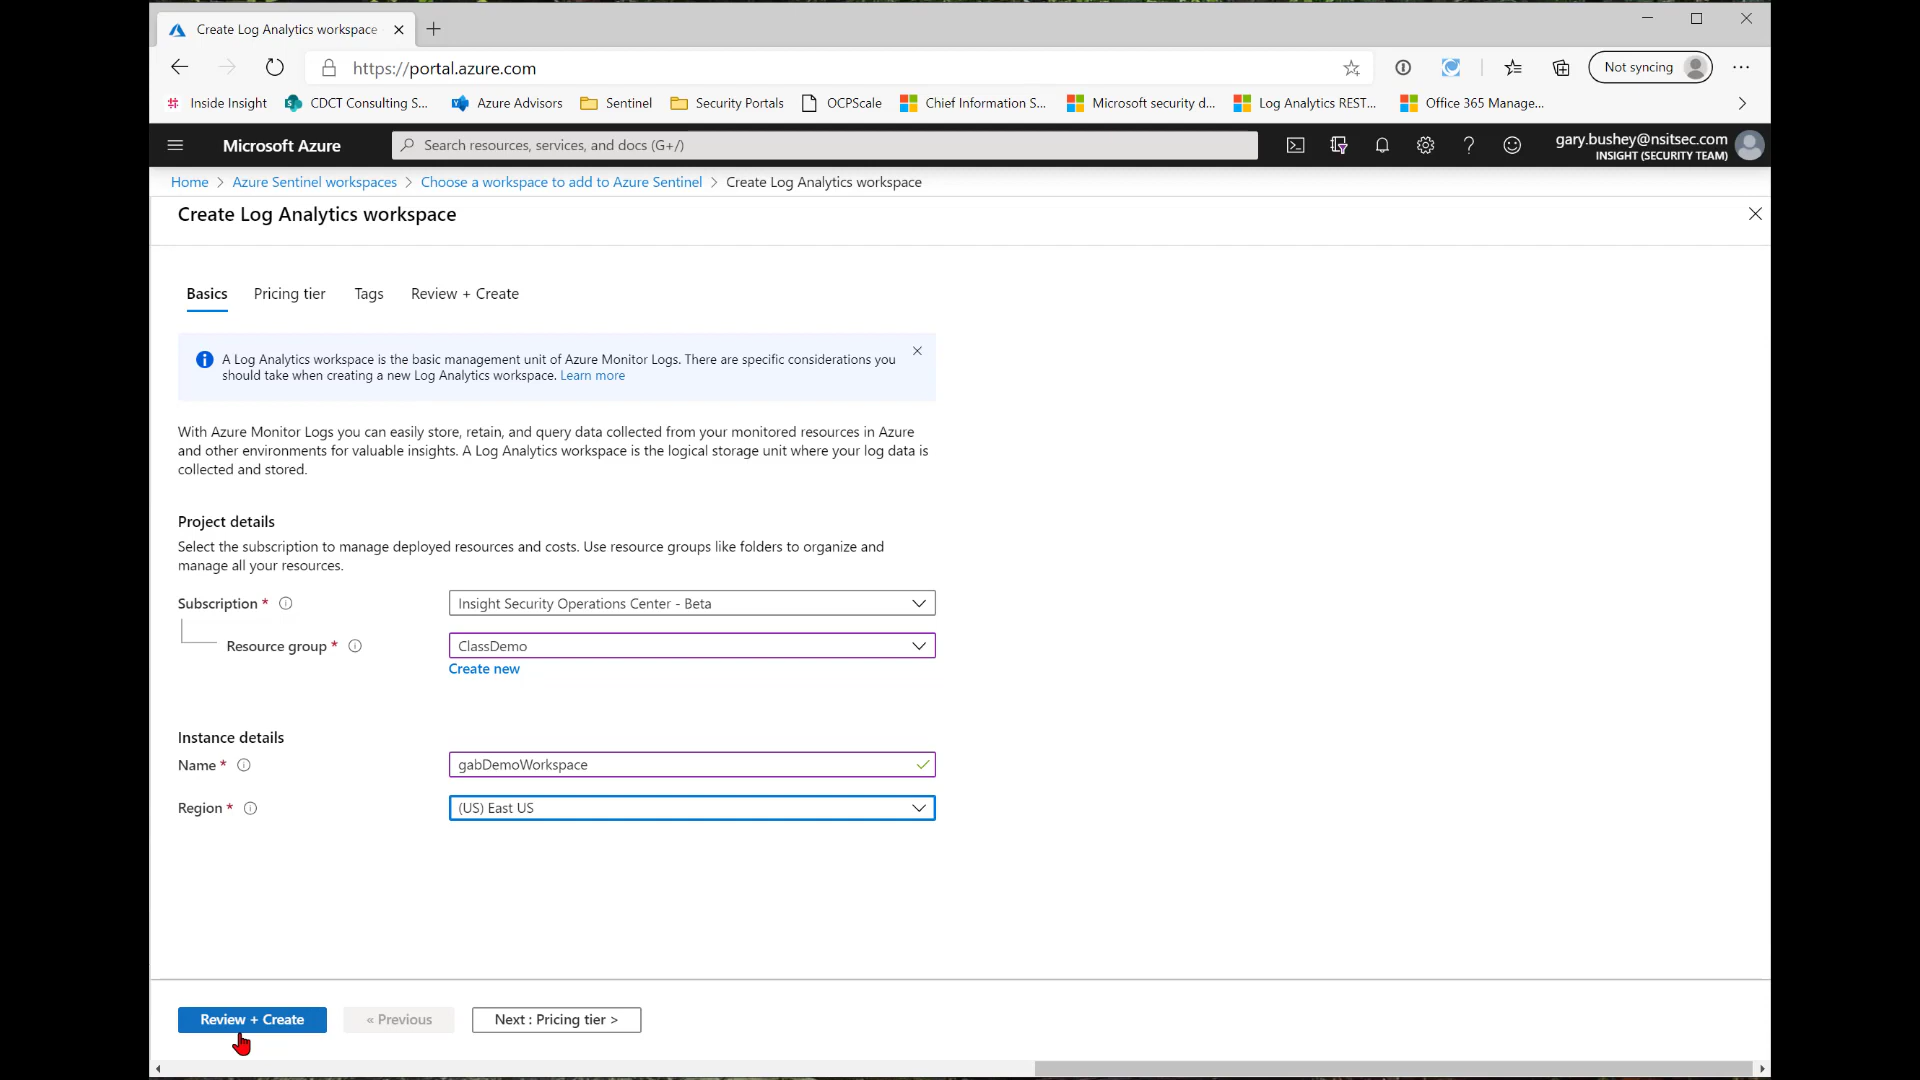 Create Log Analytics workspace
https://portal.azure.com
Not syncing
Inside Insight
CDCT Consulting S...
Azure Advisors
Sentinel
Security Portals
OCPScale
Chief Information S...
Microsoft security d...
Log Analytics REST...
Office 365 Manage...
Microsoft Azure
Search resources, services, and docs (G+/)
gary.bushey@nsitsec.com
INSIGHT (SECURITY TEAM)
Home > Azure Sentinel workspaces > Choose a workspace to add to Azure Sentinel > Create Log Analytics workspace
Create Log Analytics workspace
Basics
Pricing tier
Tags
Review + Create
A Log Analytics workspace is the basic management unit of Azure Monitor Logs. There are specific considerations you
should take when creating a new Log Analytics workspace. Learn more
With Azure Monitor Logs you can easily store, retain, and query data collected from your monitored resources in Azure
and other environments for valuable insights. A Log Analytics workspace is the logical storage unit where your log data is
collected and stored.
Project details
Select the subscription to manage deployed resources and costs. Use resource groups like folders to organize and
manage all your resources.
Subscription *
Insight Security Operations Center - Beta
Resource group *
ClassDemo
Create new
Instance details
Name *
gabDemoWorkspace
Region *
(US) East US
Review + Create
« Previous
Next : Pricing tier >